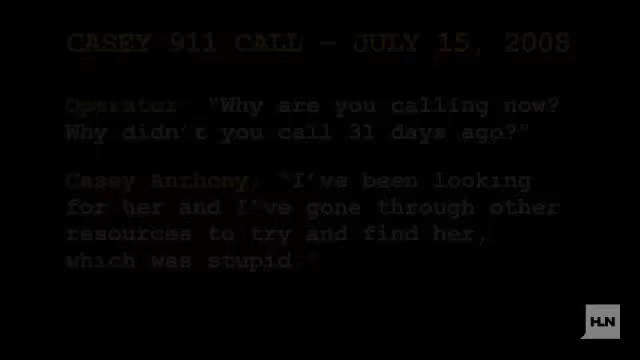 CASEY 911 CALL – JULY 15, 2008
Operator: "Why are you calling now?
Why didn't you call 31 days ago?"
Casey Anthony: "I've been looking
for her and I've gone through other
resources to try and find her,
which was stupid."
HLN